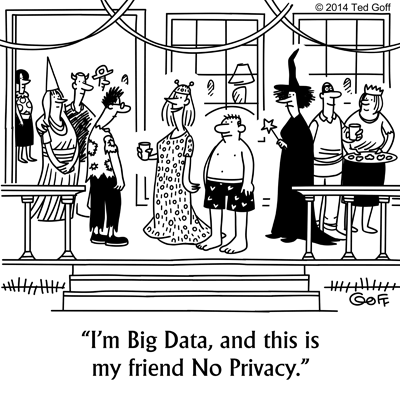 © 2014 Ted Goff
GOFF
“I’m Big Data, and this is
my friend No Privacy.”